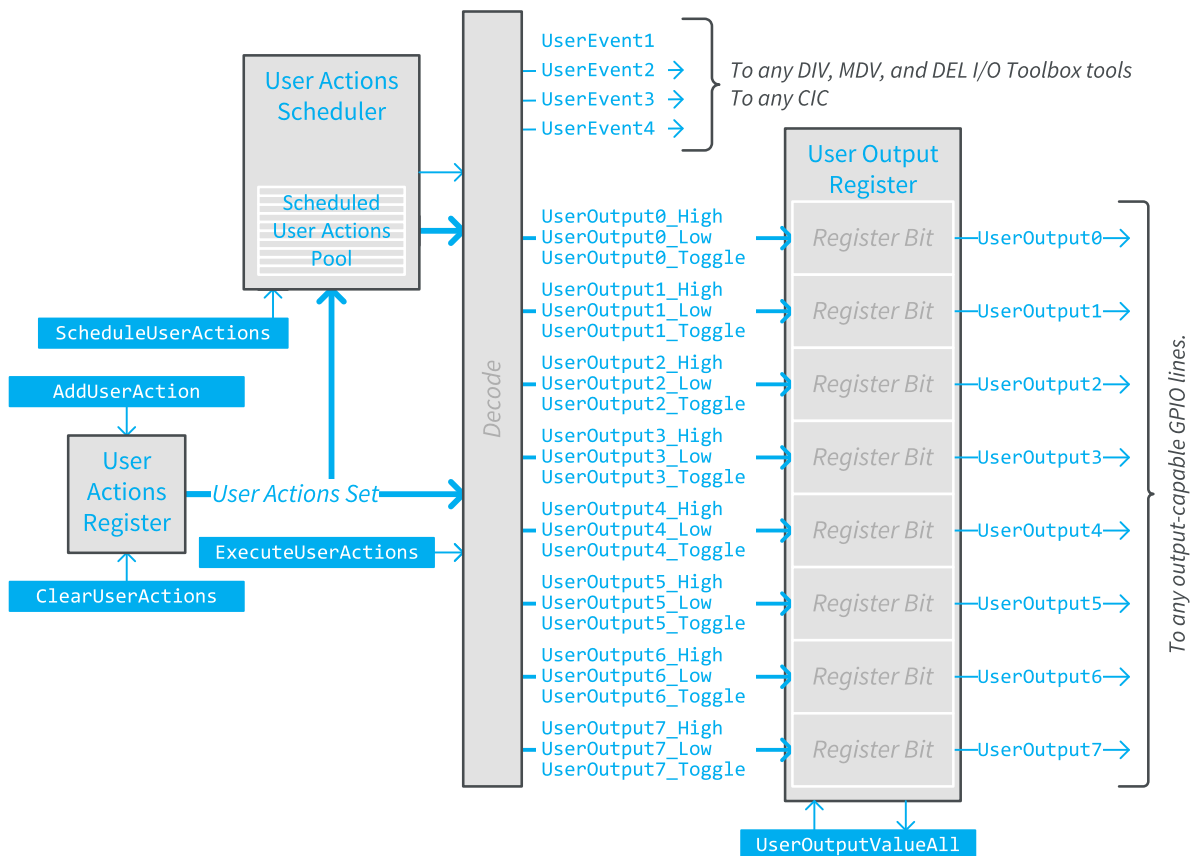 User Actions
Scheduler
Scheduled
User Actions
Pool
ScheduleUserActions
AddUserAction
User
Actions
Register
User Actions Set
ExecuteUserActions
ClearUserActions
Decode
UserEvent1
UserEvent2
UserEvent3
UserEvent4
To any DIV, MDV, and DEL I/O Toolbox tools
To any CIC
UserOutput0_High
UserOutput0_Low
UserOutput0_Toggle
UserOutput1_High
UserOutput1_Low
UserOutput1_Toggle
UserOutput2_High
UserOutput2_Low
UserOutput2_Toggle
UserOutput3_High
UserOutput3_Low
UserOutput3_Toggle
UserOutput4_High
UserOutput4_Low
UserOutput4_Toggle
UserOutput5_High
UserOutput5_Low
UserOutput5_Toggle
UserOutput6_High
UserOutput6_Low
UserOutput6_Toggle
UserOutput7_High
UserOutput7_Low
UserOutput7_Toggle
User Output
Register
Register Bit
Register Bit
Register Bit
Register Bit
Register Bit
Register Bit
Register Bit
Register Bit
UserOutputValueAll
UserOutput0
UserOutput1
UserOutput2
UserOutput3
UserOutput4
UserOutput5
UserOutput6
UserOutput7
To any output-capable GPIO lines.